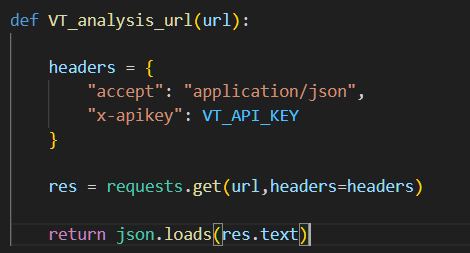 def VT_analysis_url(url):
headers = {
"accept": "application/json",
"x-apikey": VT_API_KEY
}
res = requests.get(url,headers=headers)
return json.loads(res.text)